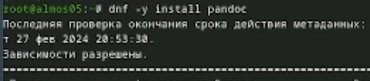 root@almos05:~# dnf -y install pandoc
Последняя проверка окончания срока действия метаданных:
т 27 фев 2024 20:53:30.
Зависимости разрешены.